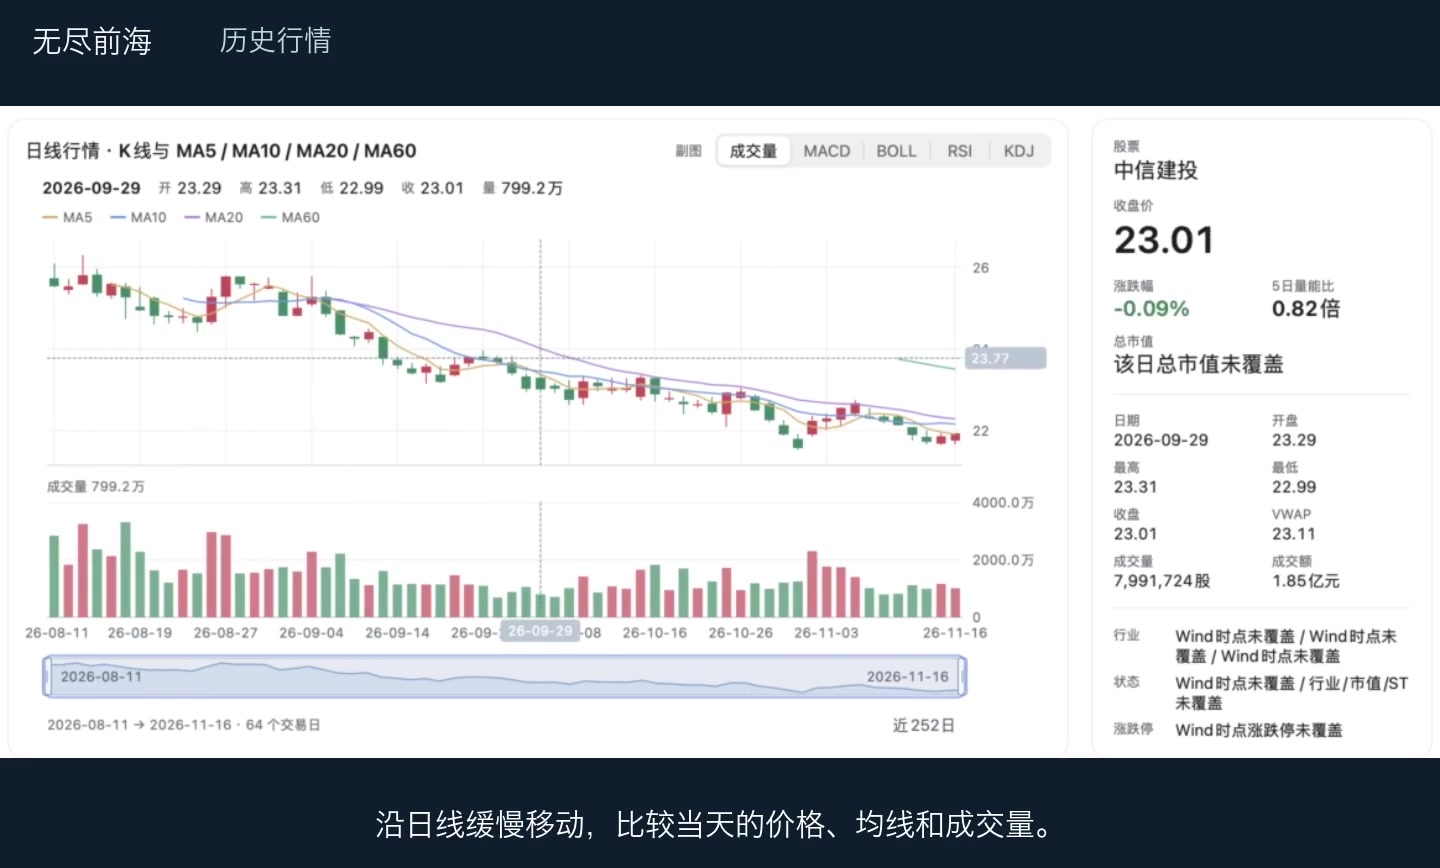 无尽前海 历史行情
日线行情 · K线与 MA5 / MA10 / MA20 / MA60
副图 成交量 MACD BOLL RSI KDJ
2026-09-29 开 23.29 高 23.31 低 22.99 收 23.01 量 799.2万
MA5 MA10 MA20 MA60
26
23.77
22
成交量 799.2万
4000.0万
2000.0万
0
26-08-11 26-08-19 26-08-27 26-09-04 26-09-14 26-09- 26-09-29 -08 26-10-16 26-10-26 26-11-03 26-11-16
2026-08-11 2026-11-16
2026-08-11 → 2026-11-16 · 64 个交易日
近252日
股票
中信建投
收盘价
23.01
涨跌幅 5日量能比
-0.09% 0.82倍
总市值
该日总市值未覆盖
日期 开盘
2026-09-29 23.29
最高 最低
23.31 22.99
收盘 VWAP
23.01 23.11
成交量 成交额
7,991,724股 1.85亿元
行业 Wind时点未覆盖 / Wind时点未
覆盖 / Wind时点未覆盖
状态 Wind时点未覆盖 / 行业/市值/ST
未覆盖
涨跌停 Wind时点涨跌停未覆盖
沿日线缓慢移动，比较当天的价格、均线和成交量。